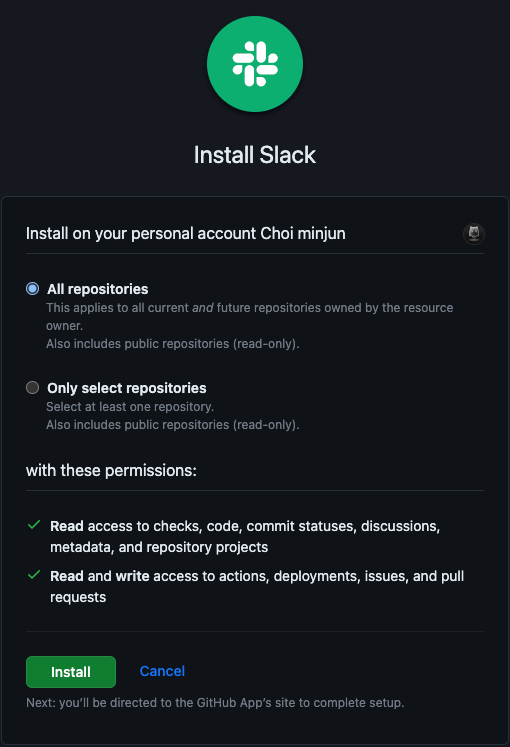 Install Slack
Install on your personal account Choi minjun
All repositories
This applies to all current and future repositories owned by the resource
owner.
Also includes public repositories (read-only).
Only select repositories
Select at least one repository.
Also includes public repositories (read-only).
with these permissions:
Read access to checks, code, commit statuses, discussions,
metadata, and repository projects
Read and write access to actions, deployments, issues, and pull
requests
Install Cancel
Next: you’ll be directed to the GitHub App’s site to complete setup.